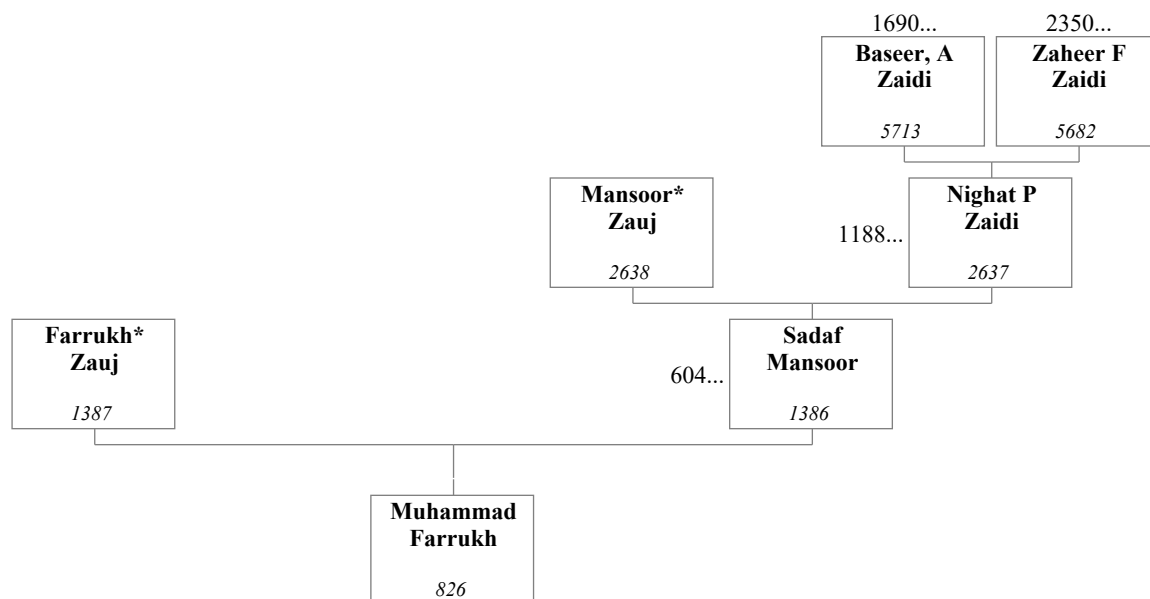 1690...
2350...
Baseer, A
Zaidi
5713
Zaheer F
Zaidi
5682
Mansoor*
Zauj
2638
1188...
Nighat P
Zaidi
2637
Farrukh*
Zauj
1387
604...
Sadaf
Mansoor
1386
Muhammad
Farrukh
826